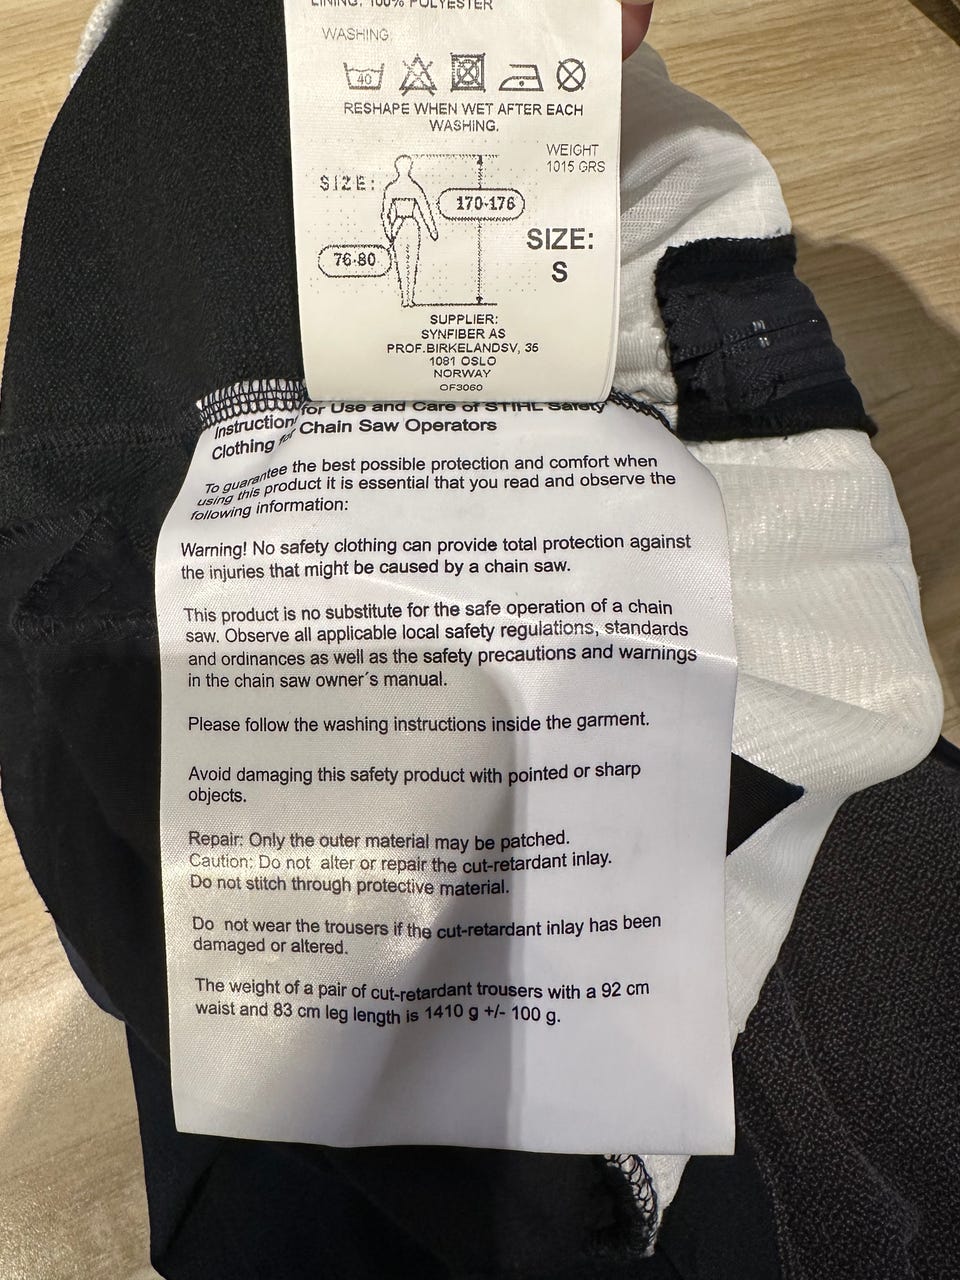 LINING: 100% POLYESTER
WASHING
40
RESHAPE WHEN WET AFTER EACH
WASHING.
WEIGHT
1015 GRS
SIZE:
170-176
76-80
SIZE:
S
SUPPLIER:
SYNFIBER AS
PROF.BIRKELANDSV, 35
1081 OSLO
NORWAY
OF3060
Instruction for Use and Care of STIHL Safety
Clothing for Chain Saw Operators
To guarantee the best possible protection and comfort when
using this product it is essential that you read and observe the
following information:
Warning! No safety clothing can provide total protection against
the injuries that might be caused by a chain saw.
This product is no substitute for the safe operation of a chain
saw. Observe all applicable local safety regulations, standards
and ordinances as well as the safety precautions and warnings
in the chain saw owner´s manual.
Please follow the washing instructions inside the garment.
Avoid damaging this safety product with pointed or sharp
objects.
Repair: Only the outer material may be patched.
Caution: Do not alter or repair the cut-retardant inlay.
Do not stitch through protective material.
Do not wear the trousers if the cut-retardant inlay has been
damaged or altered.
The weight of a pair of cut-retardant trousers with a 92 cm
waist and 83 cm leg length is 1410 g +/- 100 g.